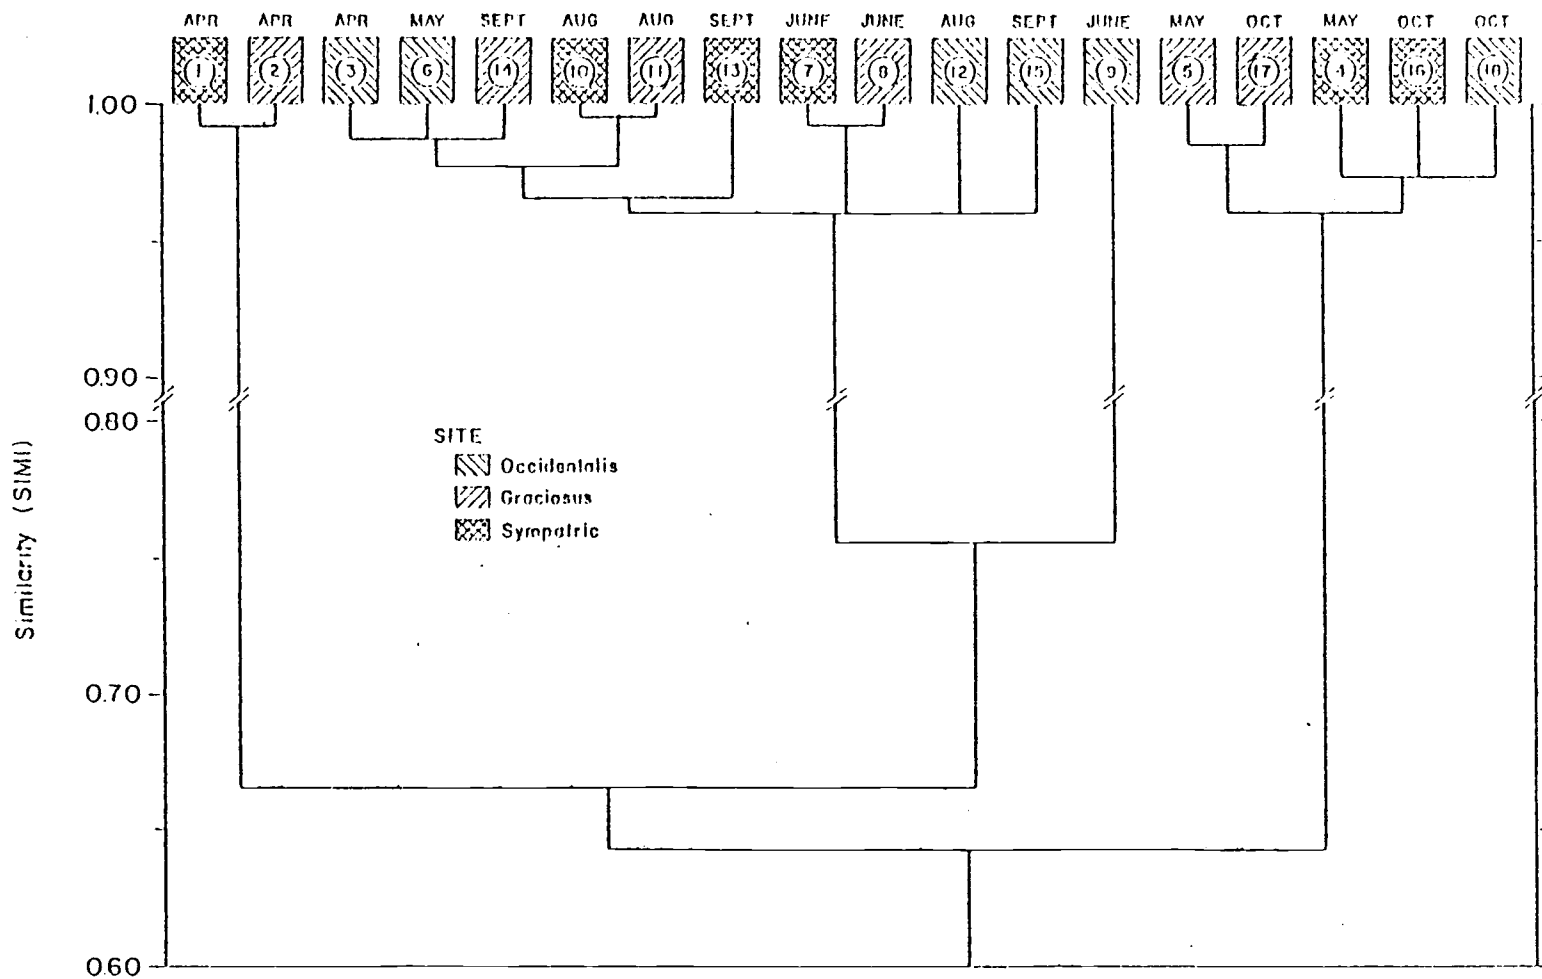 APR APR APR MAY SEPT AUG AUG SEPT JUNE JUNE AUG SEPT JUNE MAY OCT MAY OCT OCT
1 2 3 6 14 10 11 13 7 8 12 15 9 5 17 4 16 18
1.00
0.90
0.80
SITE
Occidentalis
Graciosus
Sympatric
Similarity (SIMI)
0.70
0.60